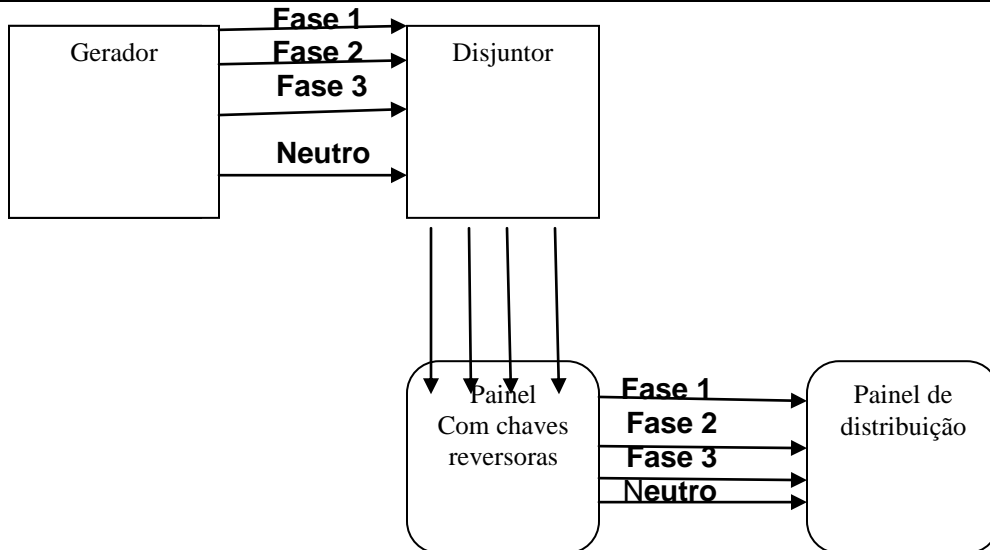 Gerador
Fase 1
Fase 2
Fase 3
Neutro
Disjuntor
Painel
Com chaves
reversoras
Fase 1
Fase 2
Fase 3
Neutro
Painel de
distribuição